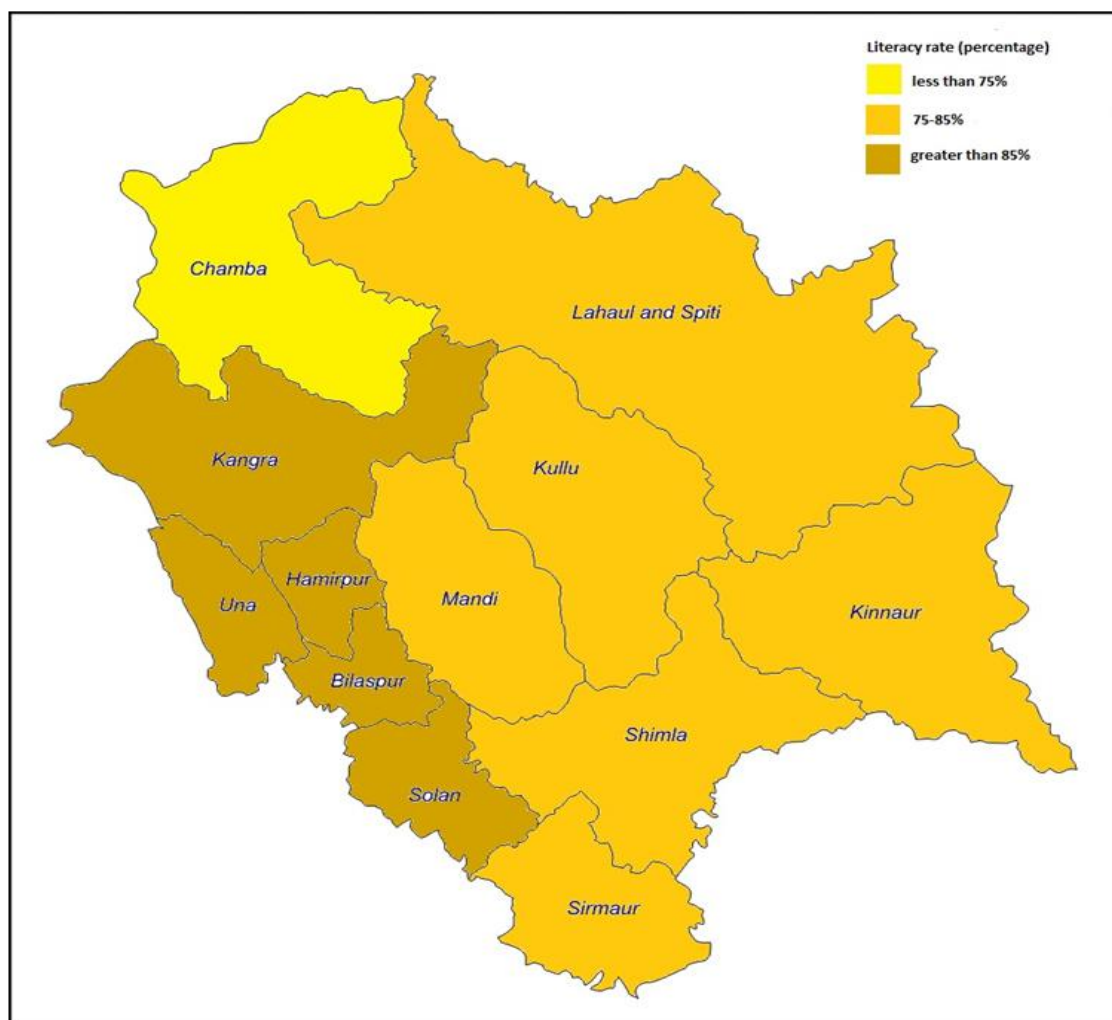 Literacy rate (percentage)
less than 75%
75-85%
greater than 85%
Chamba
Lahaul and Spiti
Kangra
Kullu
Hamirpur
Mandi
Una
Kinnaur
Bilaspur
Shimla
Solan
Sirmaur